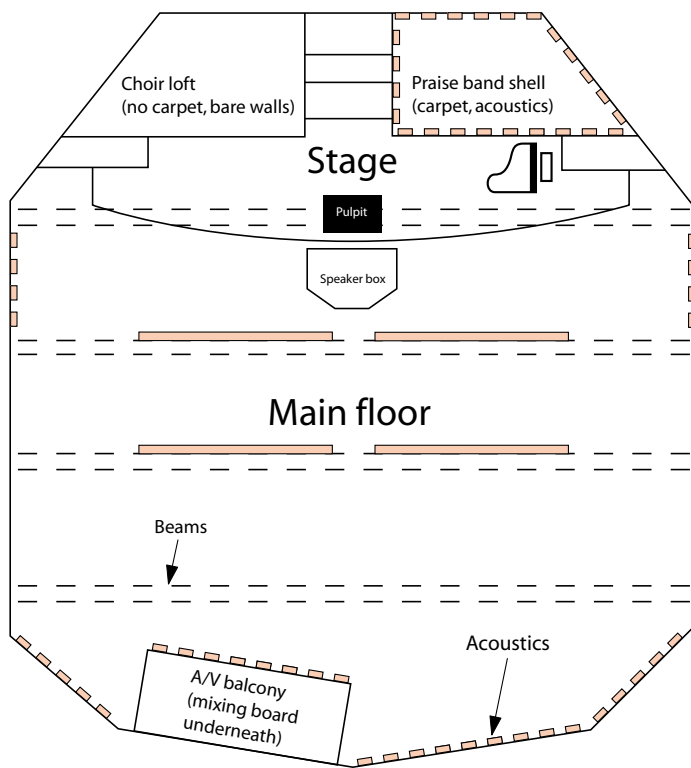 Choir loft
(no carpet, bare walls)
Praise band shell
(carpet, acoustics)
Stage
Pulpit
Speaker box
Main floor
Beams
Acoustics
A/V balcony
(mixing board
underneath)